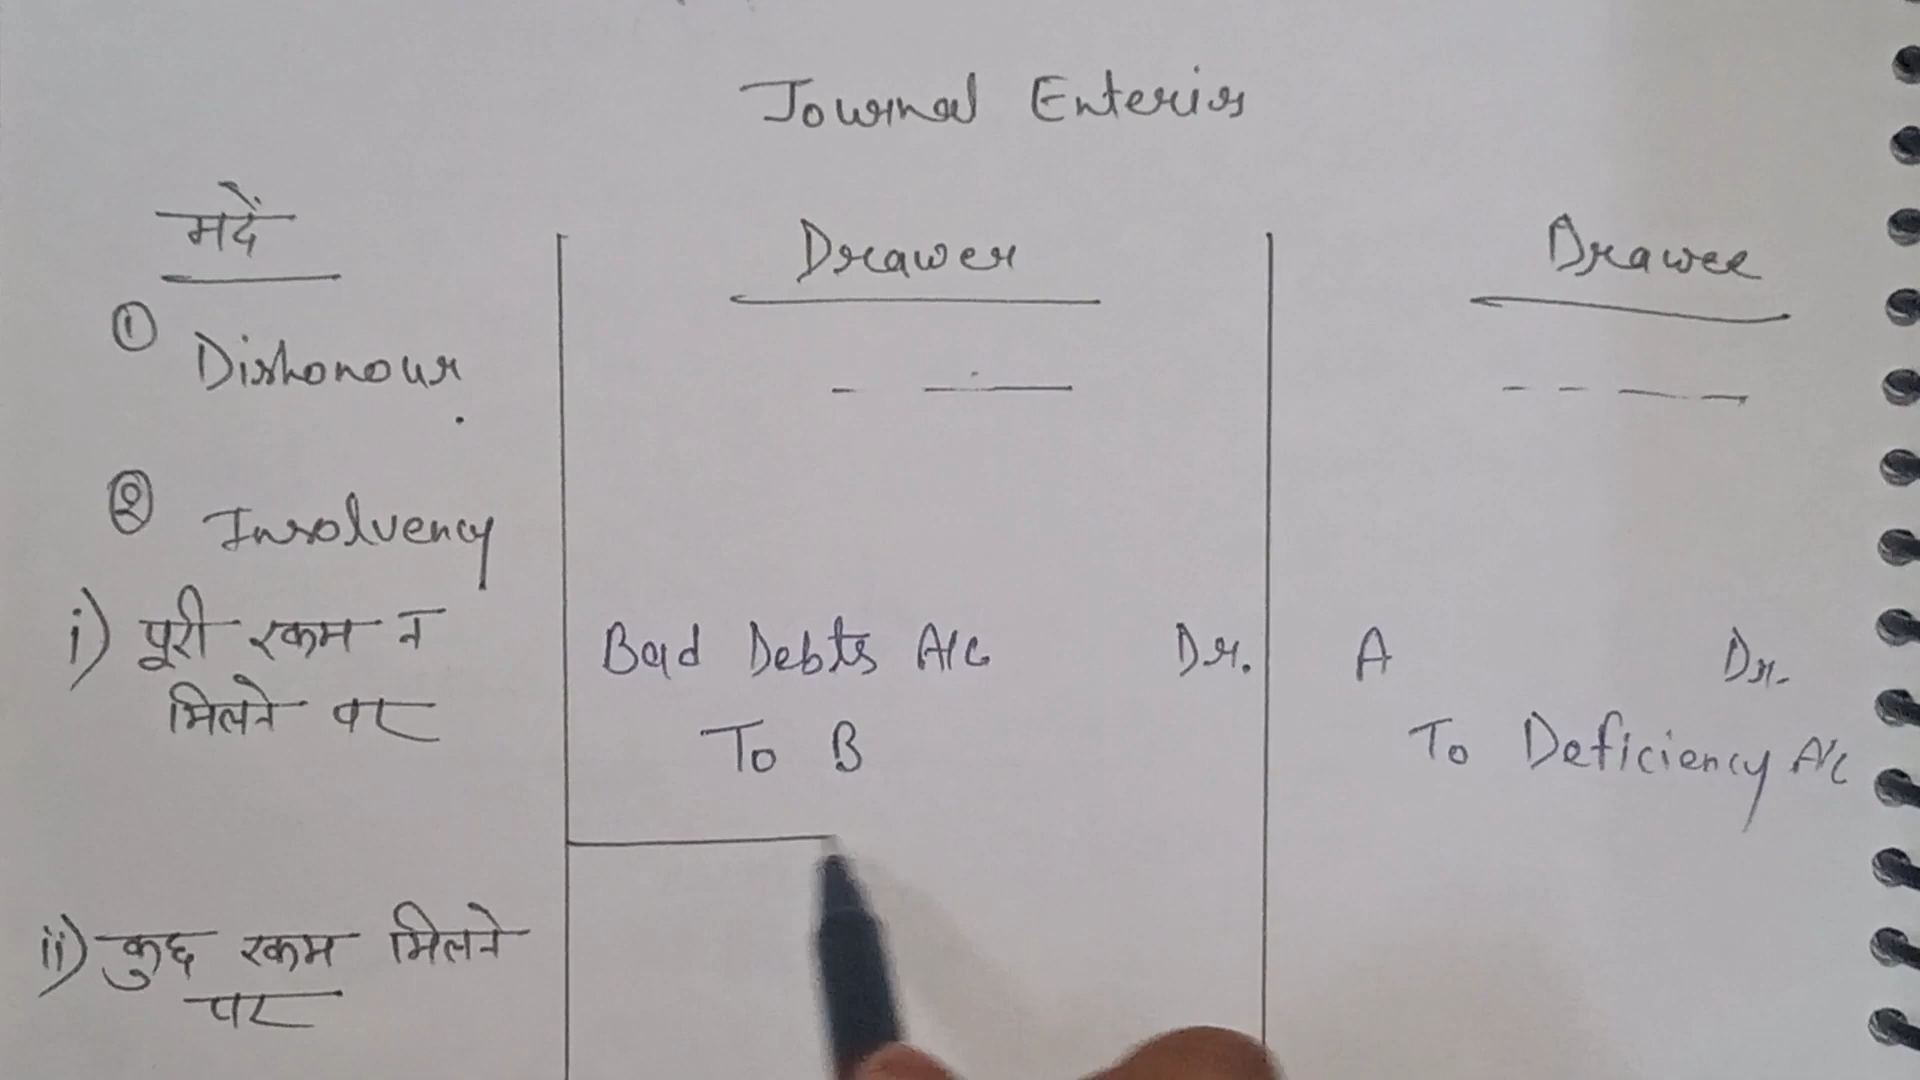 Journal Enteries
मदें Drawer Drawee
① Dishonour
② Insolvency
i) पूरी रकम न Bad Debts A/c Dr. A Dr.
मिलने पर To B To Deficiency A/c
ii) कुछ रकम मिलने
पर